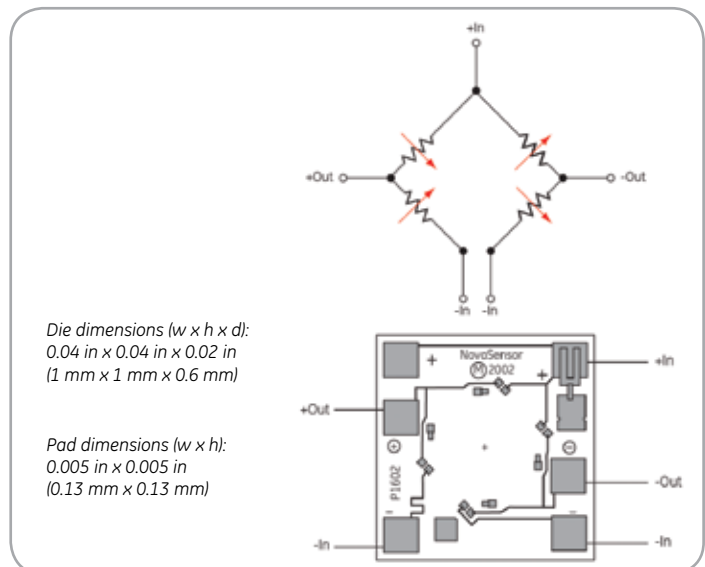 +In
+Out
-Out
-In
-In
Die dimensions (w x h x d):
0.04 in x 0.04 in x 0.02 in
(1 mm x 1 mm x 0.6 mm)
Pad dimensions (w x h):
0.005 in x 0.005 in
(0.13 mm x 0.13 mm)
NovaSensor
M 2002
+
+
+In
+Out
+
-
P1602
-Out
-
-
-In
-In